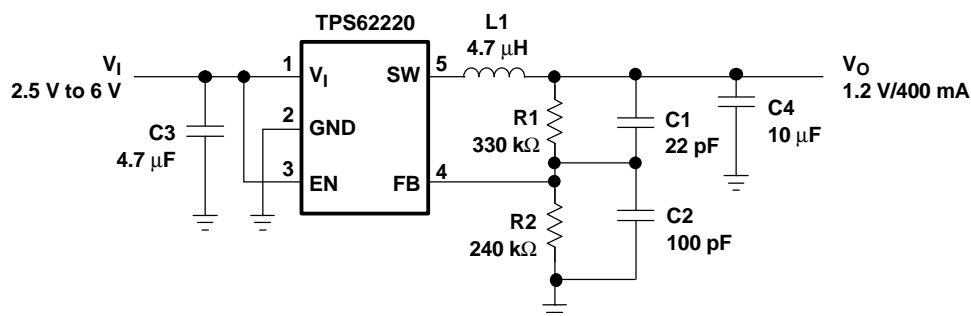 TPS62220
V_I
2.5 V to 6 V
C3
4.7 μF
1
2
3
V_I
GND
EN
SW
FB
5
4
L1
4.7 μH
R1
330 kΩ
R2
240 kΩ
C1
22 pF
C2
100 pF
C4
10 μF
V_O
1.2 V/400 mA